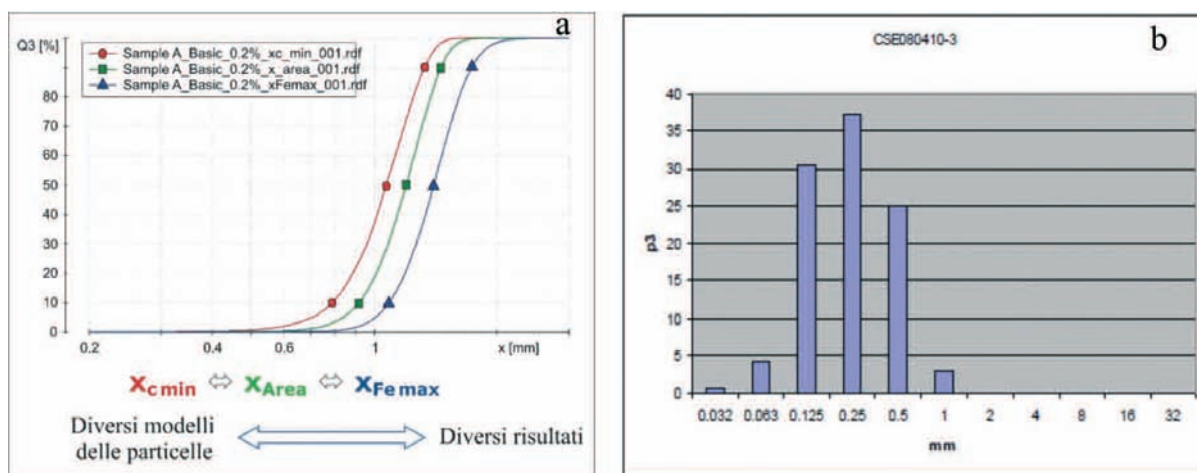 a
Q3 [%]
Sample A_Basic_0.2%_xc_min_001.rdf
Sample A_Basic_0.2%_x_area_001.rdf
Sample A_Basic_0.2%_xFemax_001.rdf
80
70
60
50
40
30
20
10
0
0.2 0.4 0.6 1 x [mm]
xc min ⇔ xArea ⇔ xFe max
Diversi modelli
delle particelle
Diversi risultati
b
CSE080410-3
40
35
30
25
20
15
10
5
0
p3
0.032 0.063 0.125 0.25 0.5 1 2 4 8 16 32
mm